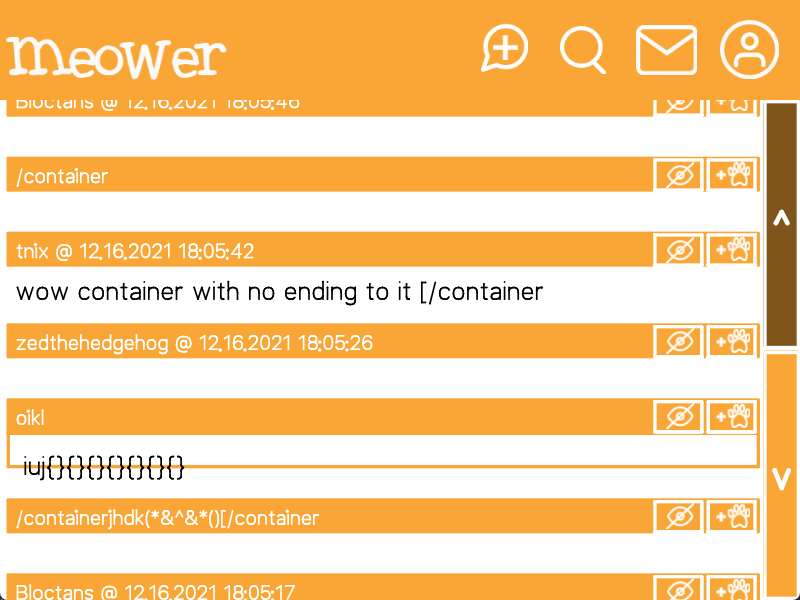 meower
Bloctans @ 12.16.2021 18:05:46
/container
tnix @ 12.16.2021 18:05:42
wow container with no ending to it [/container
zedthehedgehog @ 12.16.2021 18:05:26
oikl
iuj{}{}{}{}{}{}{}
/containerjhdk(*&^&*()[/container
Bloctans @ 12.16.2021 18:05:17